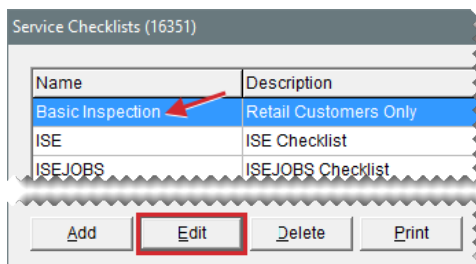 Service Checklists (16351)
Name Description
Basic Inspection Retail Customers Only
ISE ISE Checklist
ISEJOBS ISEJOBS Checklist
Add Edit Delete Print